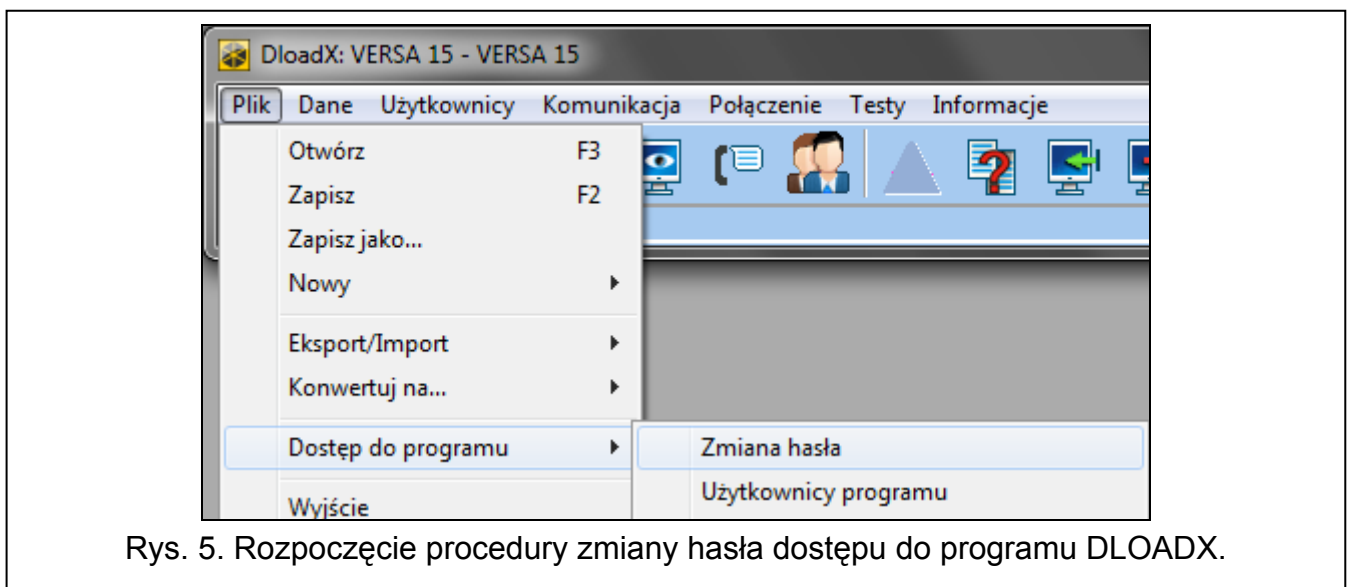 DloadX: VERSA 15 - VERSA 15
Plik Dane Użytkownicy Komunikacja Połączenie Testy Informacje
Otwórz F3
Zapisz F2
Zapisz jako...
Nowy
Eksport/Import
Konwertuj na...
Dostęp do programu
Zmiana hasła
Użytkownicy programu
Wyjście
Rys. 5. Rozpoczęcie procedury zmiany hasła dostępu do programu DLOADX.